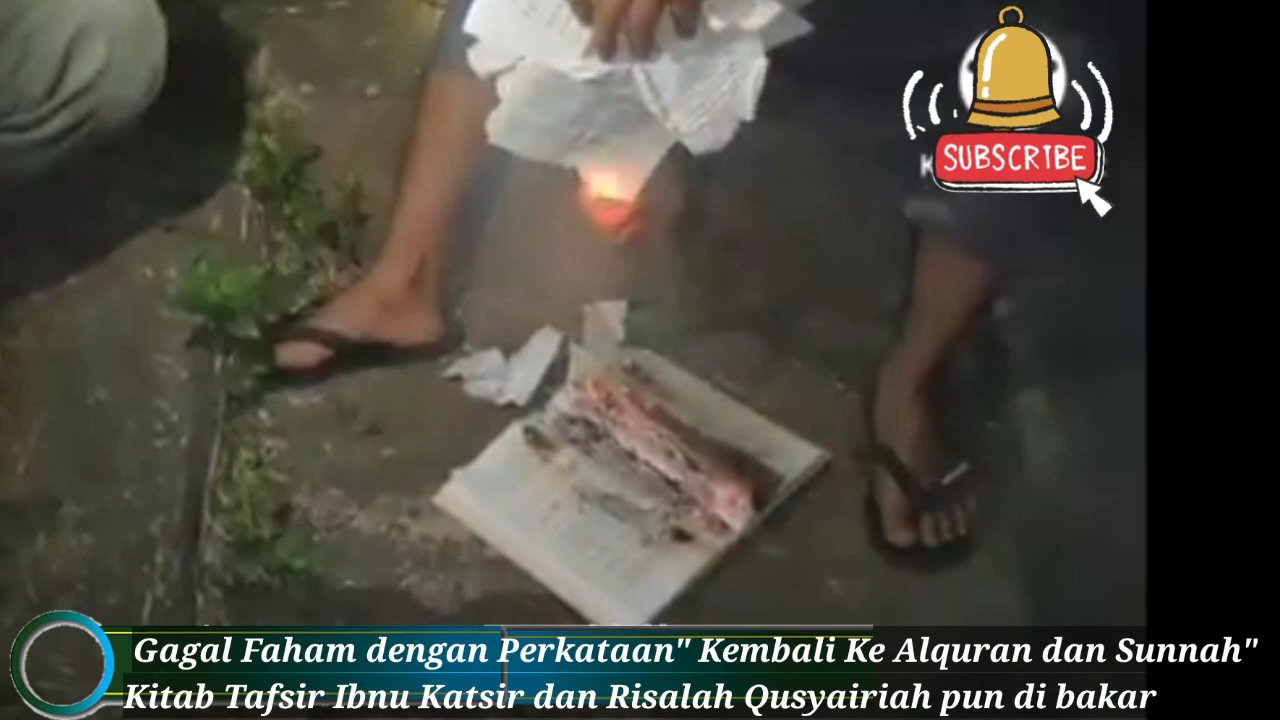 SUBSCRIBE
Gagal Faham dengan Perkataan" Kembali Ke Alquran dan Sunnah"
Kitab Tafsir Ibnu Katsir dan Risalah Qusyairiah pun di bakar